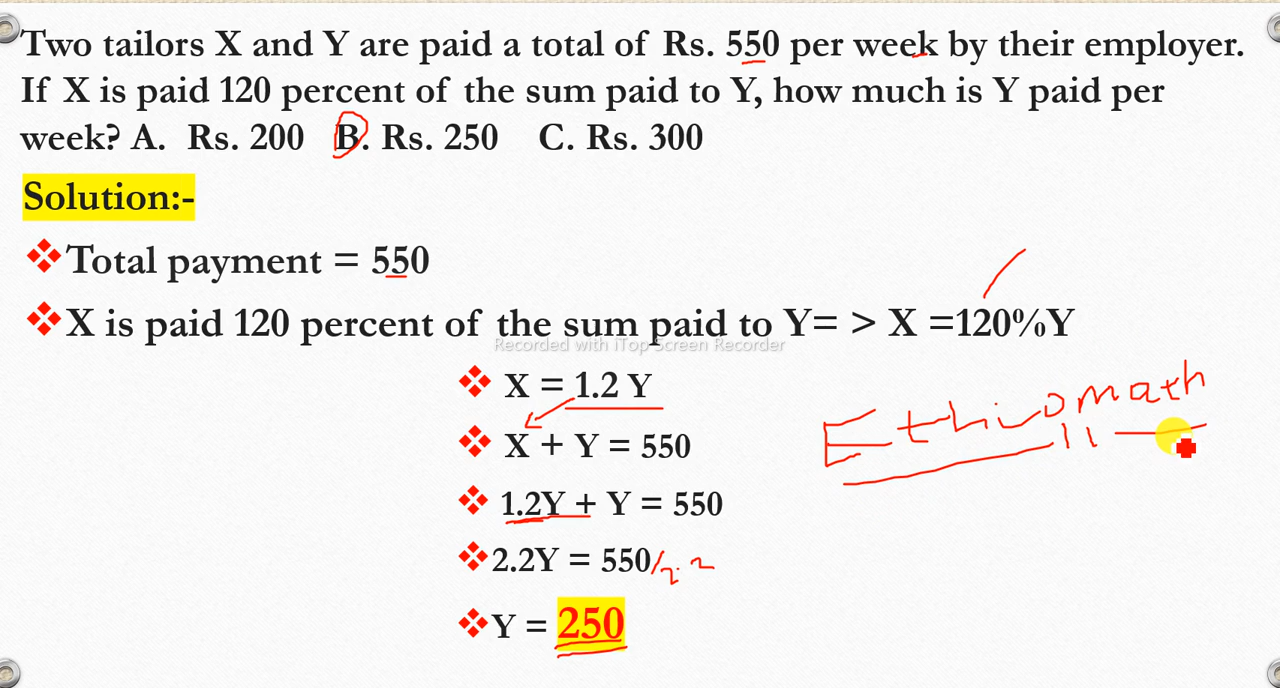 Two tailors X and Y are paid a total of Rs. 550 per week by their employer.
If X is paid 120 percent of the sum paid to Y, how much is Y paid per
week? A. Rs. 200 B. Rs. 250 C. Rs. 300
Solution:-
❖Total payment = 550
❖X is paid 120 percent of the sum paid to Y= > X =120%Y
Recorded with iTop Screen Recorder
❖ X = 1.2 Y
Ethiomath
❖ X + Y = 550
❖ 1.2Y + Y = 550
❖2.2Y = 550/2.2
❖Y = 250